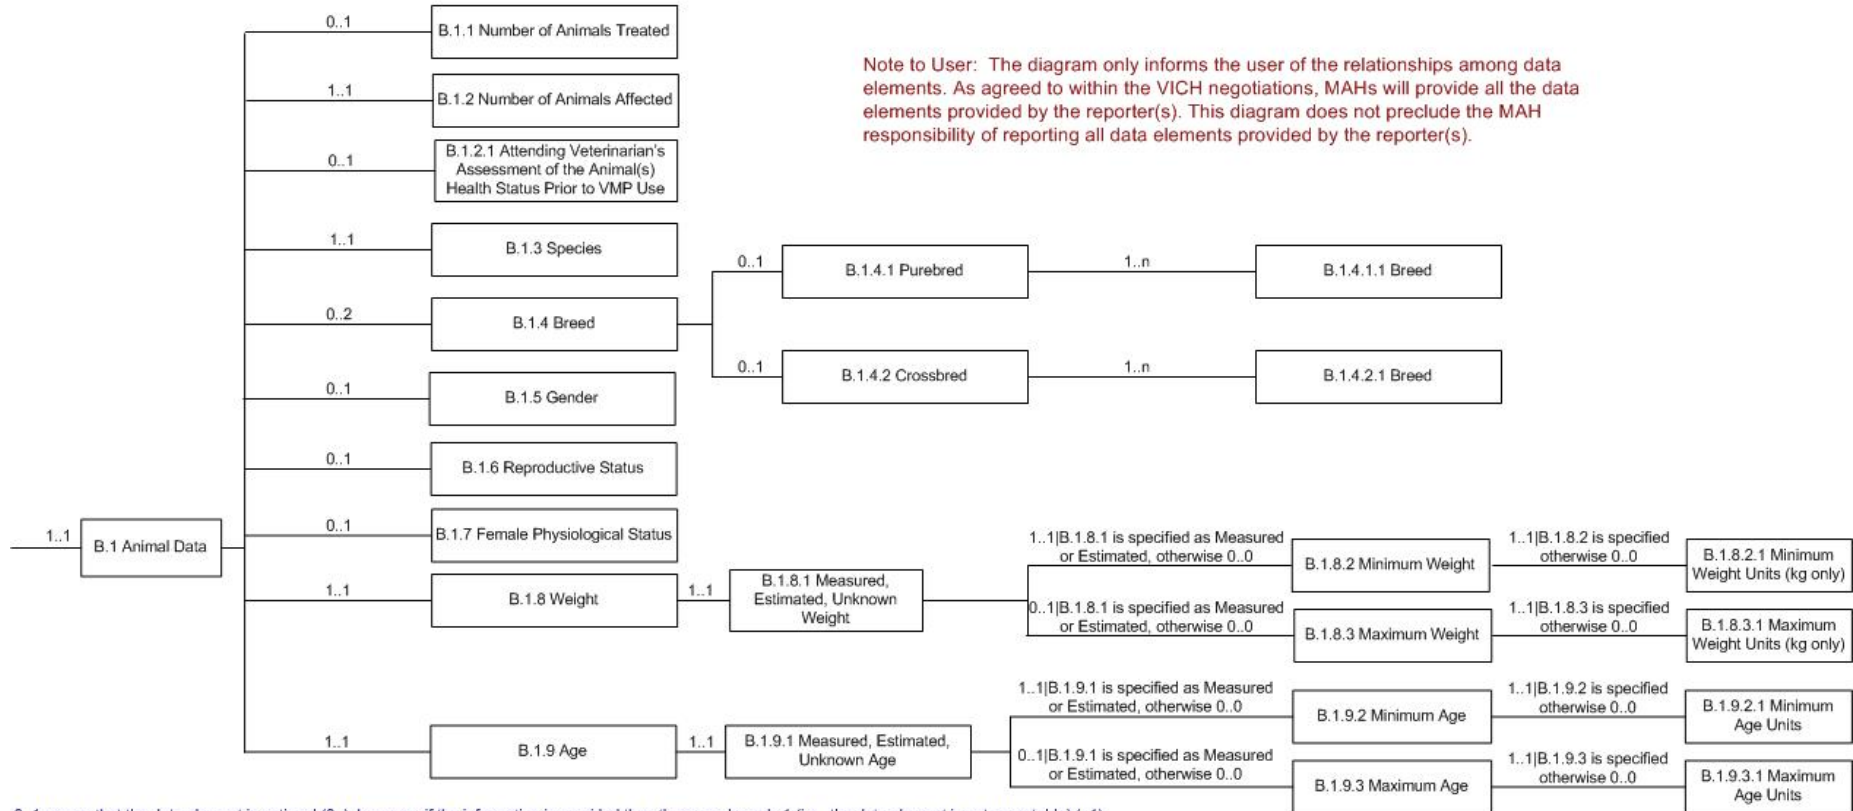 0..1
B.1.1 Number of Animals Treated
Note to User: The diagram only informs the user of the relationships among data
elements. As agreed to within the VICH negotiations, MAHs will provide all the data
elements provided by the reporter(s). This diagram does not preclude the MAH
responsibility of reporting all data elements provided by the reporter(s).
1..1
B.1.2 Number of Animals Affected
0..1
B.1.2.1 Attending Veterinarian's
Assessment of the Animal(s)
Health Status Prior to VMP Use
1..1
B.1.3 Species
0..2
B.1.4 Breed
0..1
B.1.4.1 Purebred
1..n
B.1.4.1.1 Breed
0..1
B.1.4.2 Crossbred
1..n
B.1.4.2.1 Breed
0..1
B.1.5 Gender
0..1
B.1.6 Reproductive Status
0..1
B.1.7 Female Physiological Status
1..1
B.1 Animal Data
1..1
B.1.8 Weight
1..1
B.1.8.1 Measured,
Estimated, Unknown
Weight
1..1|B.1.8.1 is specified as Measured
or Estimated, otherwise 0..0
B.1.8.2 Minimum Weight
1..1|B.1.8.2 is specified
otherwise 0..0
B.1.8.2.1 Minimum
Weight Units (kg only)
0..1|B.1.8.1 is specified as Measured
or Estimated, otherwise 0..0
B.1.8.3 Maximum Weight
1..1|B.1.8.3 is specified
otherwise 0..0
B.1.8.3.1 Maximum
Weight Units (kg only)
1..1
B.1.9 Age
1..1
B.1.9.1 Measured, Estimated,
Unknown Age
1..1|B.1.9.1 is specified as Measured
or Estimated, otherwise 0..0
B.1.9.2 Minimum Age
1..1|B.1.9.2 is specified
otherwise 0..0
B.1.9.2.1 Minimum
Age Units
0..1|B.1.9.1 is specified as Measured
or Estimated, otherwise 0..0
B.1.9.3 Maximum Age
1..1|B.1.9.3 is specified
otherwise 0..0
B.1.9.3.1 Maximum
Age Units